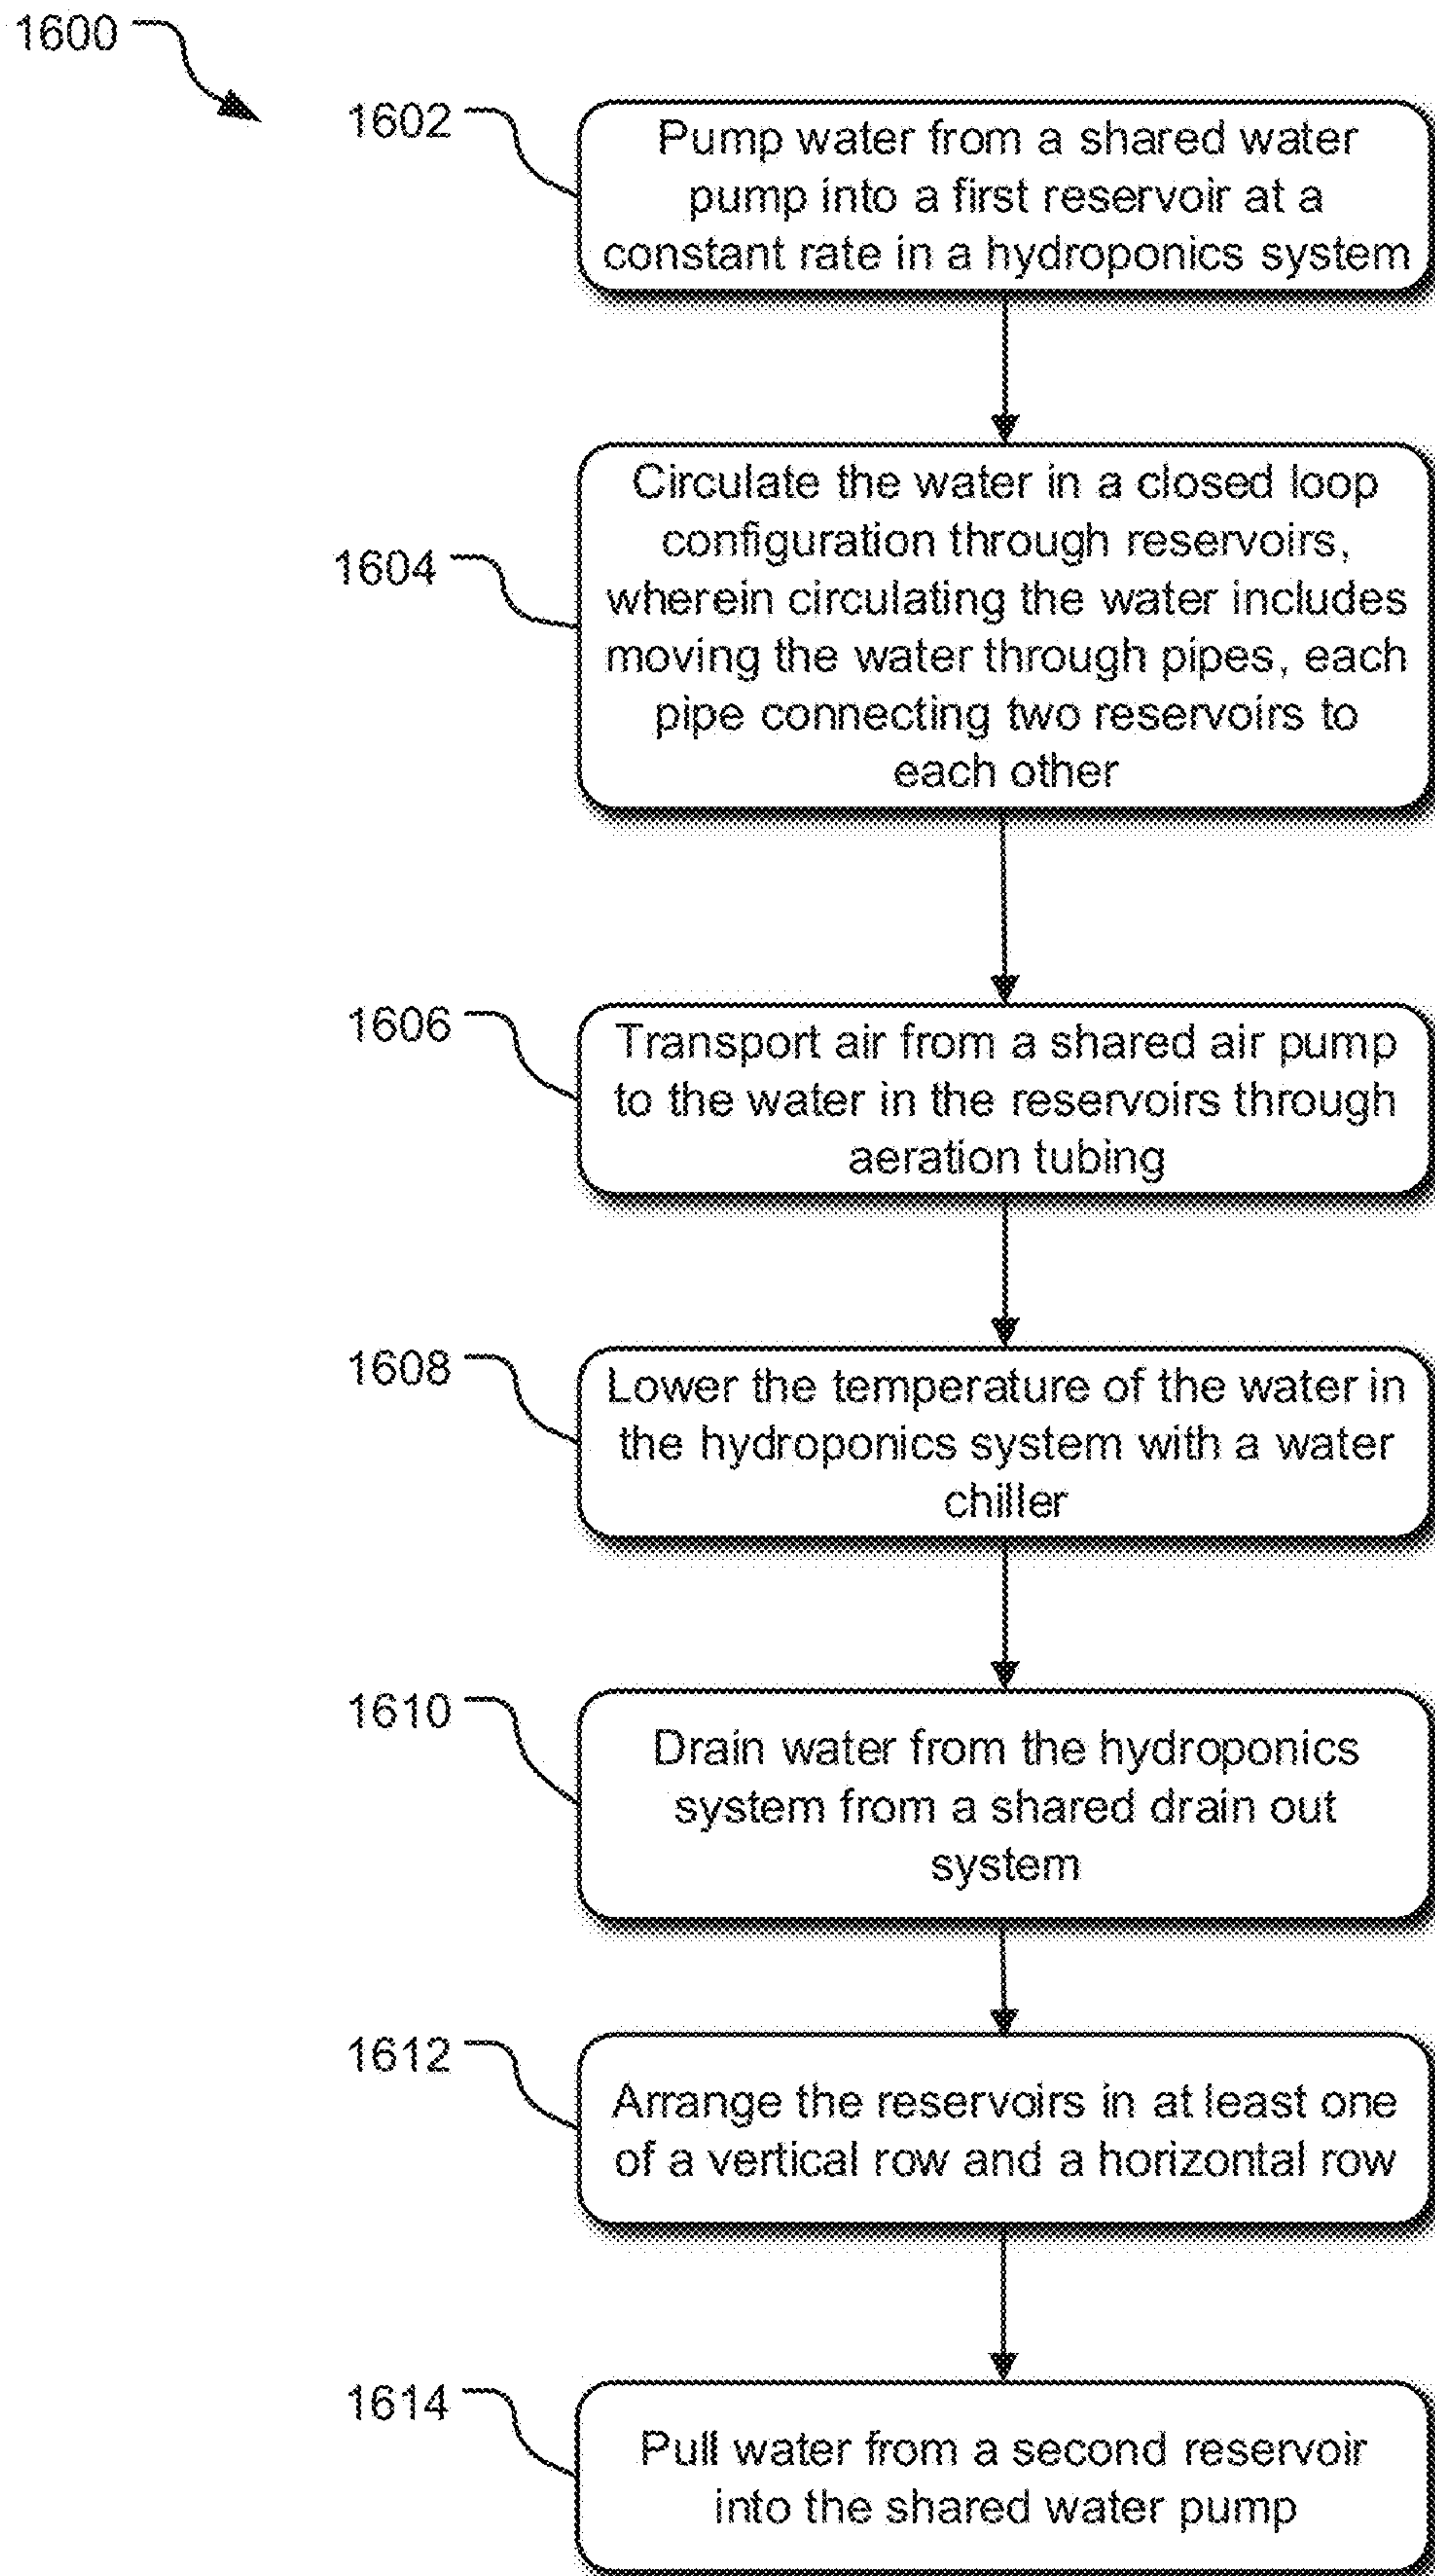 1600
1602
Pump water from a shared water
pump into a first reservoir at a
constant rate in a hydroponics system
1604
Circulate the water in a closed loop
configuration through reservoirs,
wherein circulating the water includes
moving the water through pipes, each
pipe connecting two reservoirs to
each other
1606
Transport air from a shared air pump
to the water in the reservoirs through
aeration tubing
1608
Lower the temperature of the water in
the hydroponics system with a water
chiller
1610
Drain water from the hydroponics
system from a shared drain out
system
1612
Arrange the reservoirs in at least one
of a vertical row and a horizontal row
1614
Pull water from a second reservoir
into the shared water pump